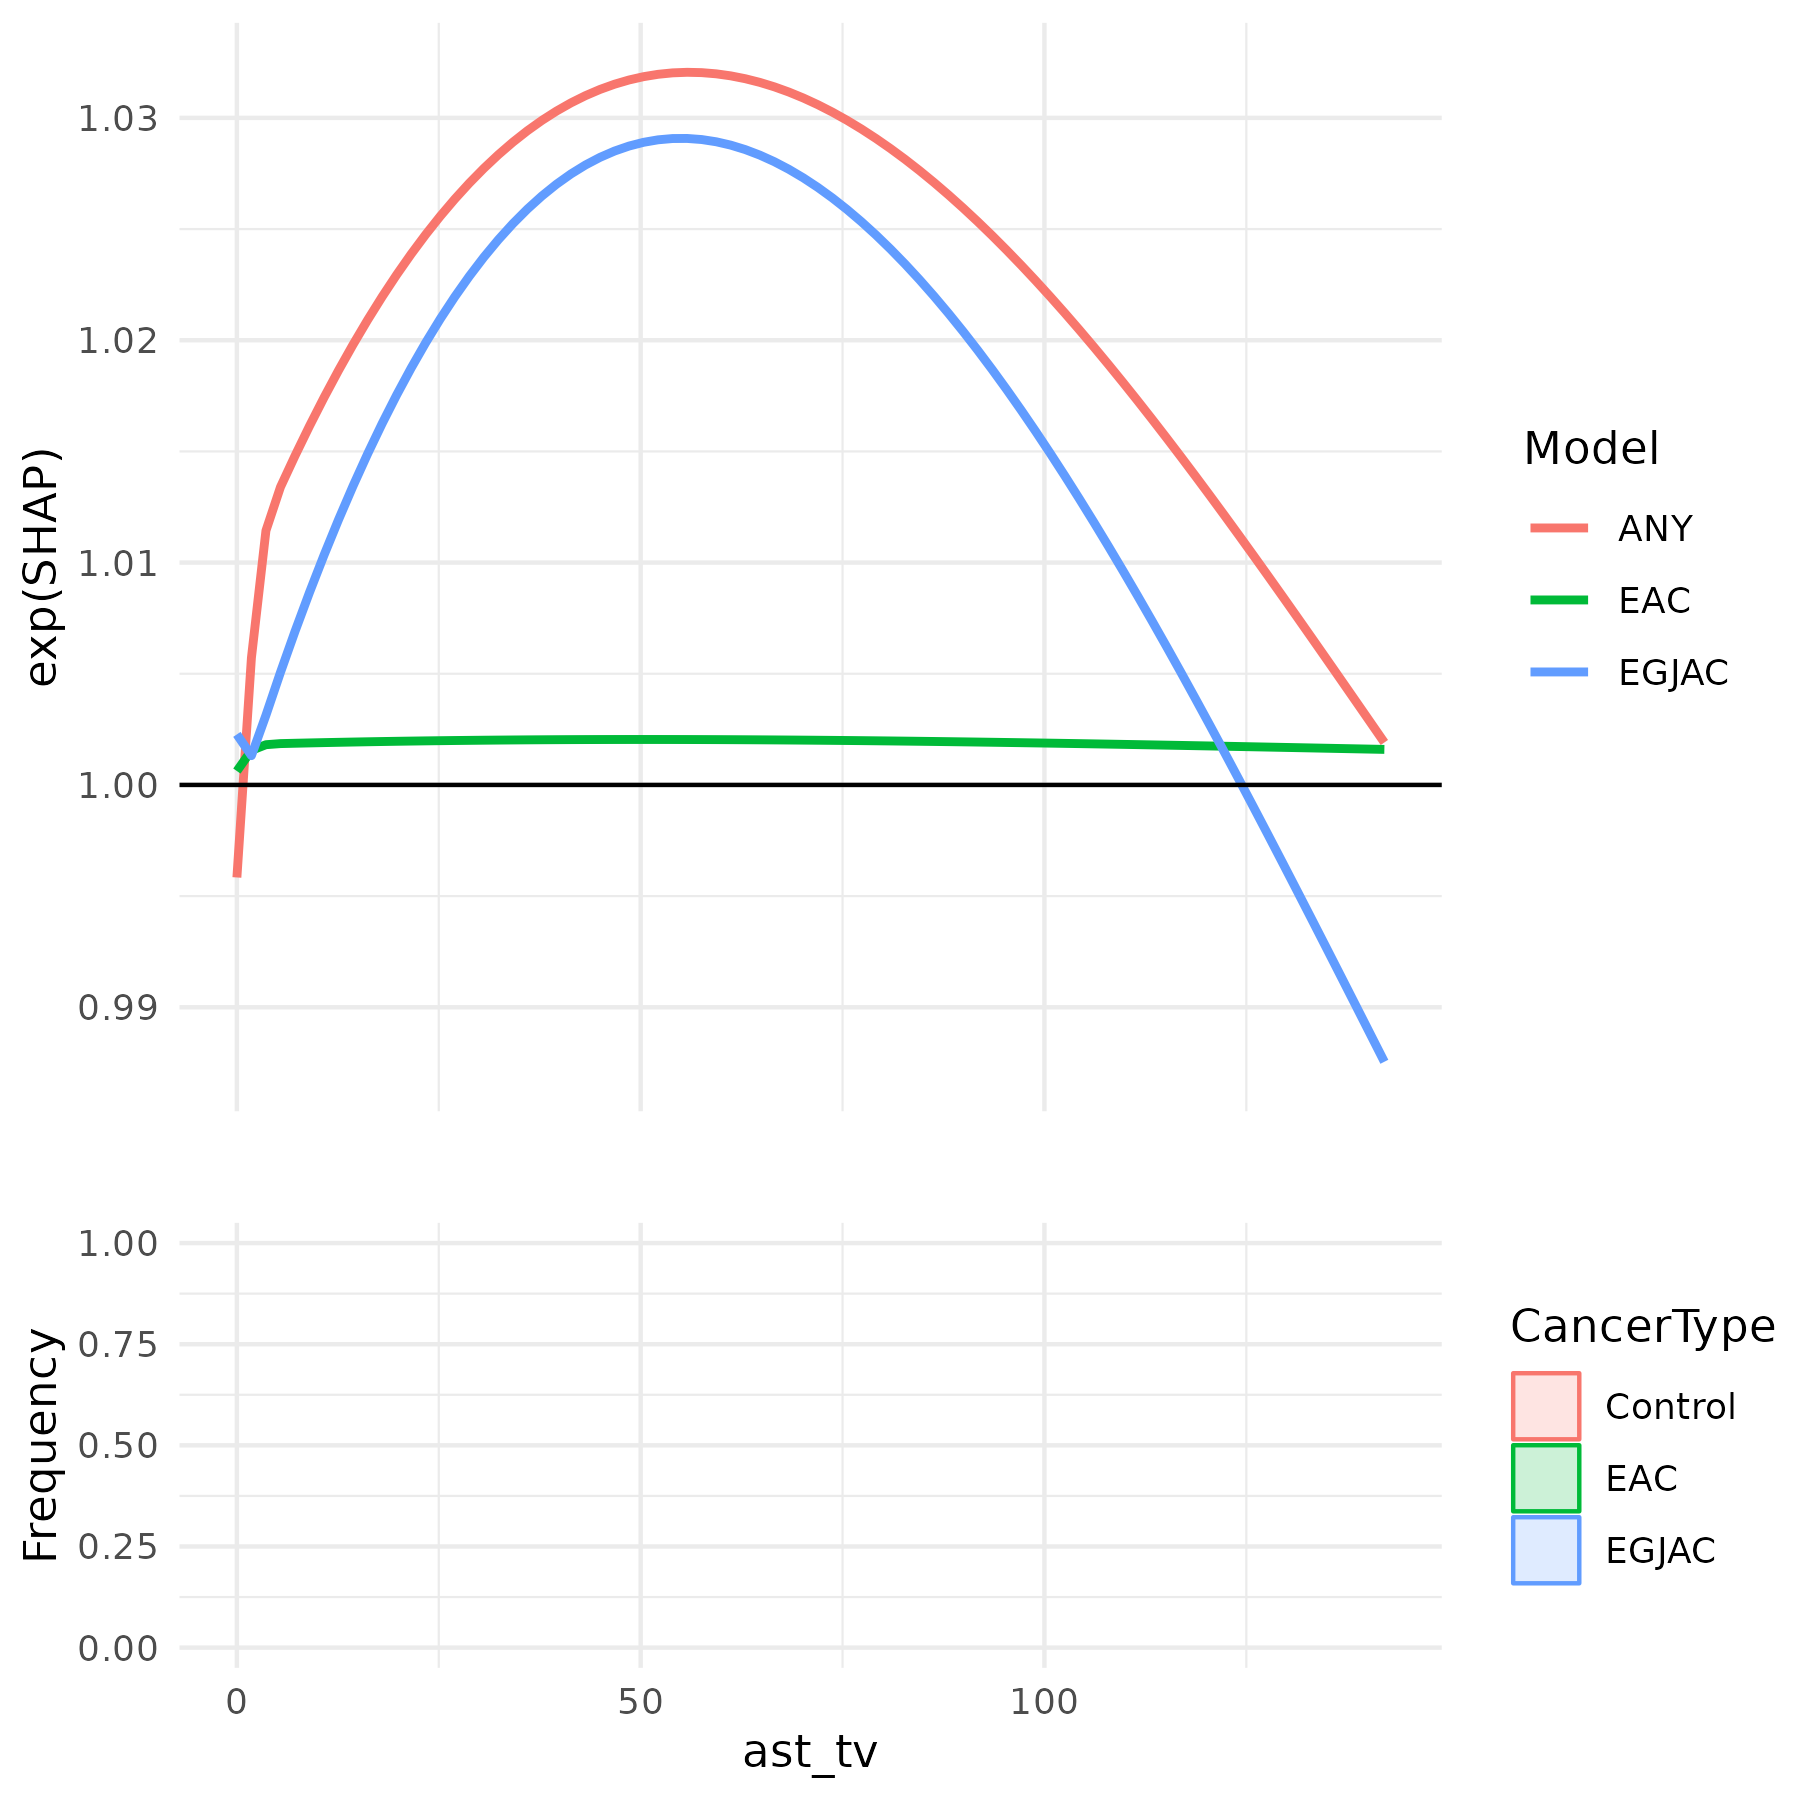 exp(SHAP)
1.03
1.02
1.01
1.00
0.99
Model
ANY
EAC
EGJAC
Frequency
1.00
0.75
0.50
0.25
0.00
0
50
100
ast_tv
CancerType
Control
EAC
EGJAC